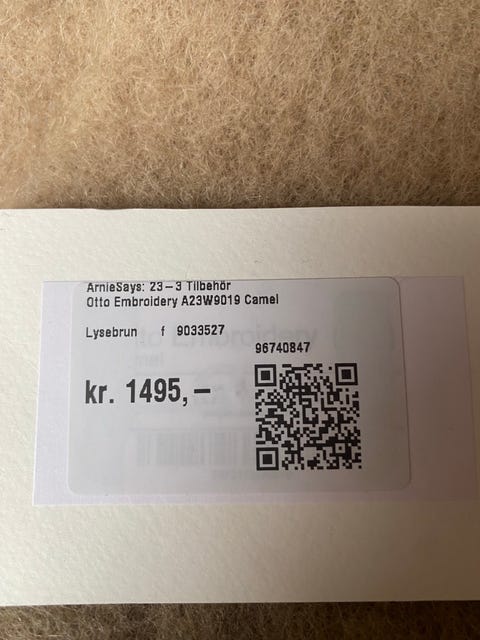 ArnieSays: 23-3 Tilbehör
Otto Embroidery A23W9019 Camel
Lysebrun f 9033527
96740847
kr. 1495,–